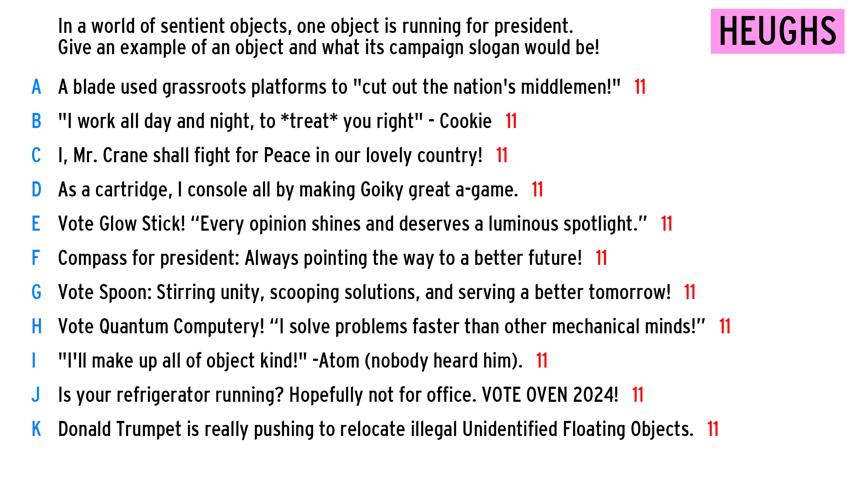 In a world of sentient objects, one object is running for president.
Give an example of an object and what its campaign slogan would be!
HEUGHS
A A blade used grassroots platforms to "cut out the nation's middlemen!" 11
B "I work all day and night, to *treat* you right" - Cookie 11
C I, Mr. Crane shall fight for Peace in our lovely country! 11
D As a cartridge, I console all by making Goiky great a-game. 11
E Vote Glow Stick! “Every opinion shines and deserves a luminous spotlight.” 11
F Compass for president: Always pointing the way to a better future! 11
G Vote Spoon: Stirring unity, scooping solutions, and serving a better tomorrow! 11
H Vote Quantum Computery! “I solve problems faster than other mechanical minds!” 11
I "I'll make up all of object kind!" -Atom (nobody heard him). 11
J Is your refrigerator running? Hopefully not for office. VOTE OVEN 2024! 11
K Donald Trumpet is really pushing to relocate illegal Unidentified Floating Objects. 11